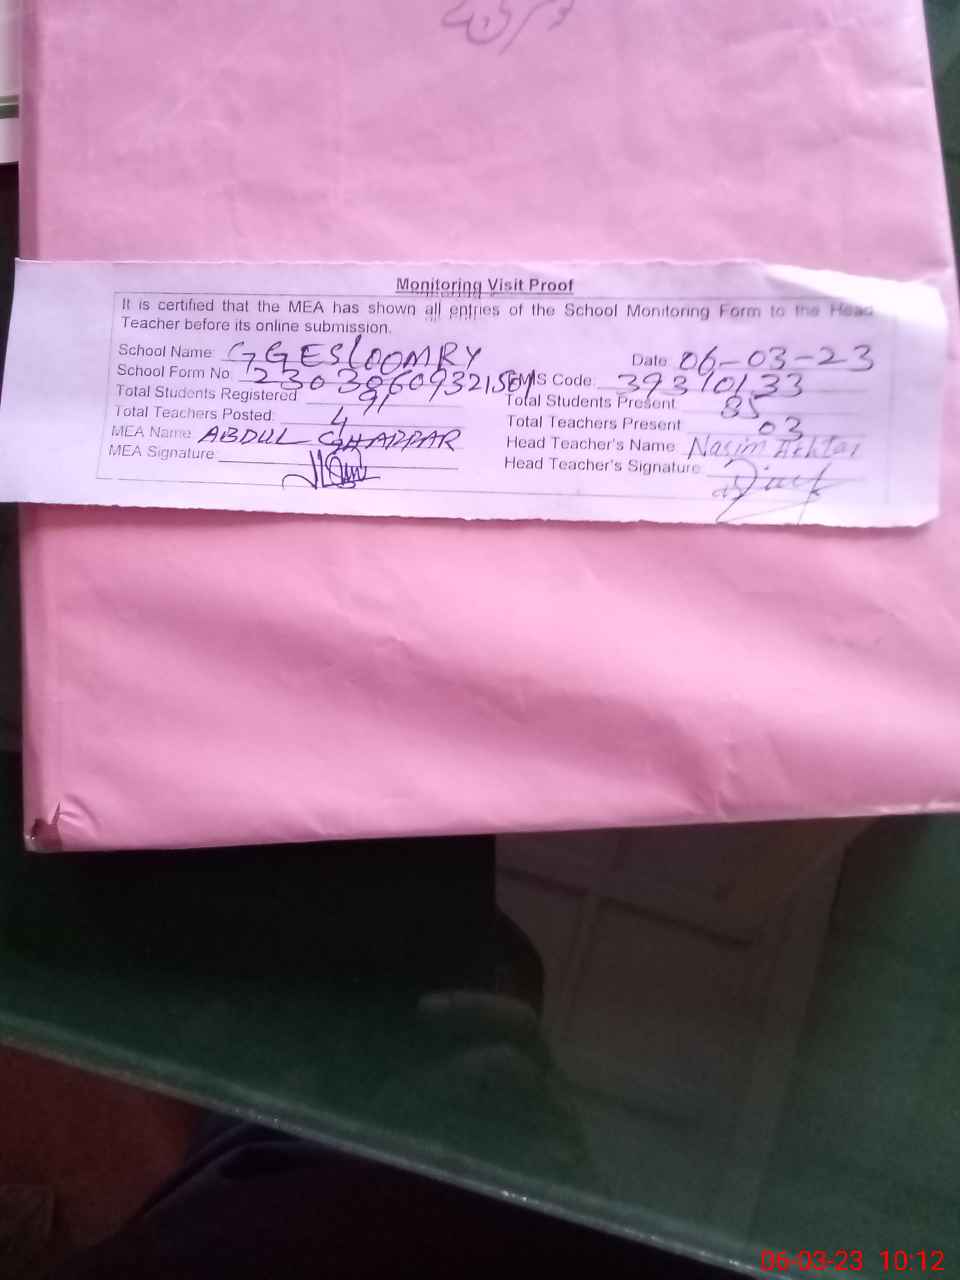 Monitoring Visit Proof
It is certified that the MEA has shown all entries of the School Monitoring Form to the Head
Teacher before its online submission.
School Name: GGES LOOMRY Date: 06-03-23
School Form No: EMIS Code: 39310133
Total Students Registered 91 Total Students Present 85
Total Teachers Posted: 4 Total Teachers Present 03
MEA Name: ABDUL GHAFFAR Head Teacher's Name Nasim Akhtar
MEA Signature: Head Teacher's Signature:
06-03-23 10:12